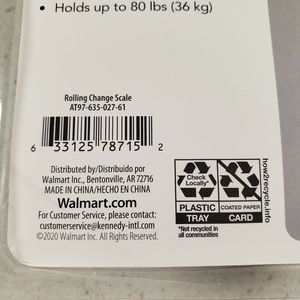 • Holds up to 80 lbs (36 kg)
Rolling Change Scale
AT97-635-027-61
6 33125 78715 2
Distributed by/Distribuido por
Walmart Inc., Bentonville, AR 72716
MADE IN CHINA/HECHO EN CHINA
Walmart.com
For Customer Service, please contact:
customerservice@kennedy-intl.com
©2020 Walmart Inc. All Rights Reserved.
Check
Locally*
PLASTIC
TRAY
COATED PAPER
CARD
*Not recycled in
all communities
how2recycle.info